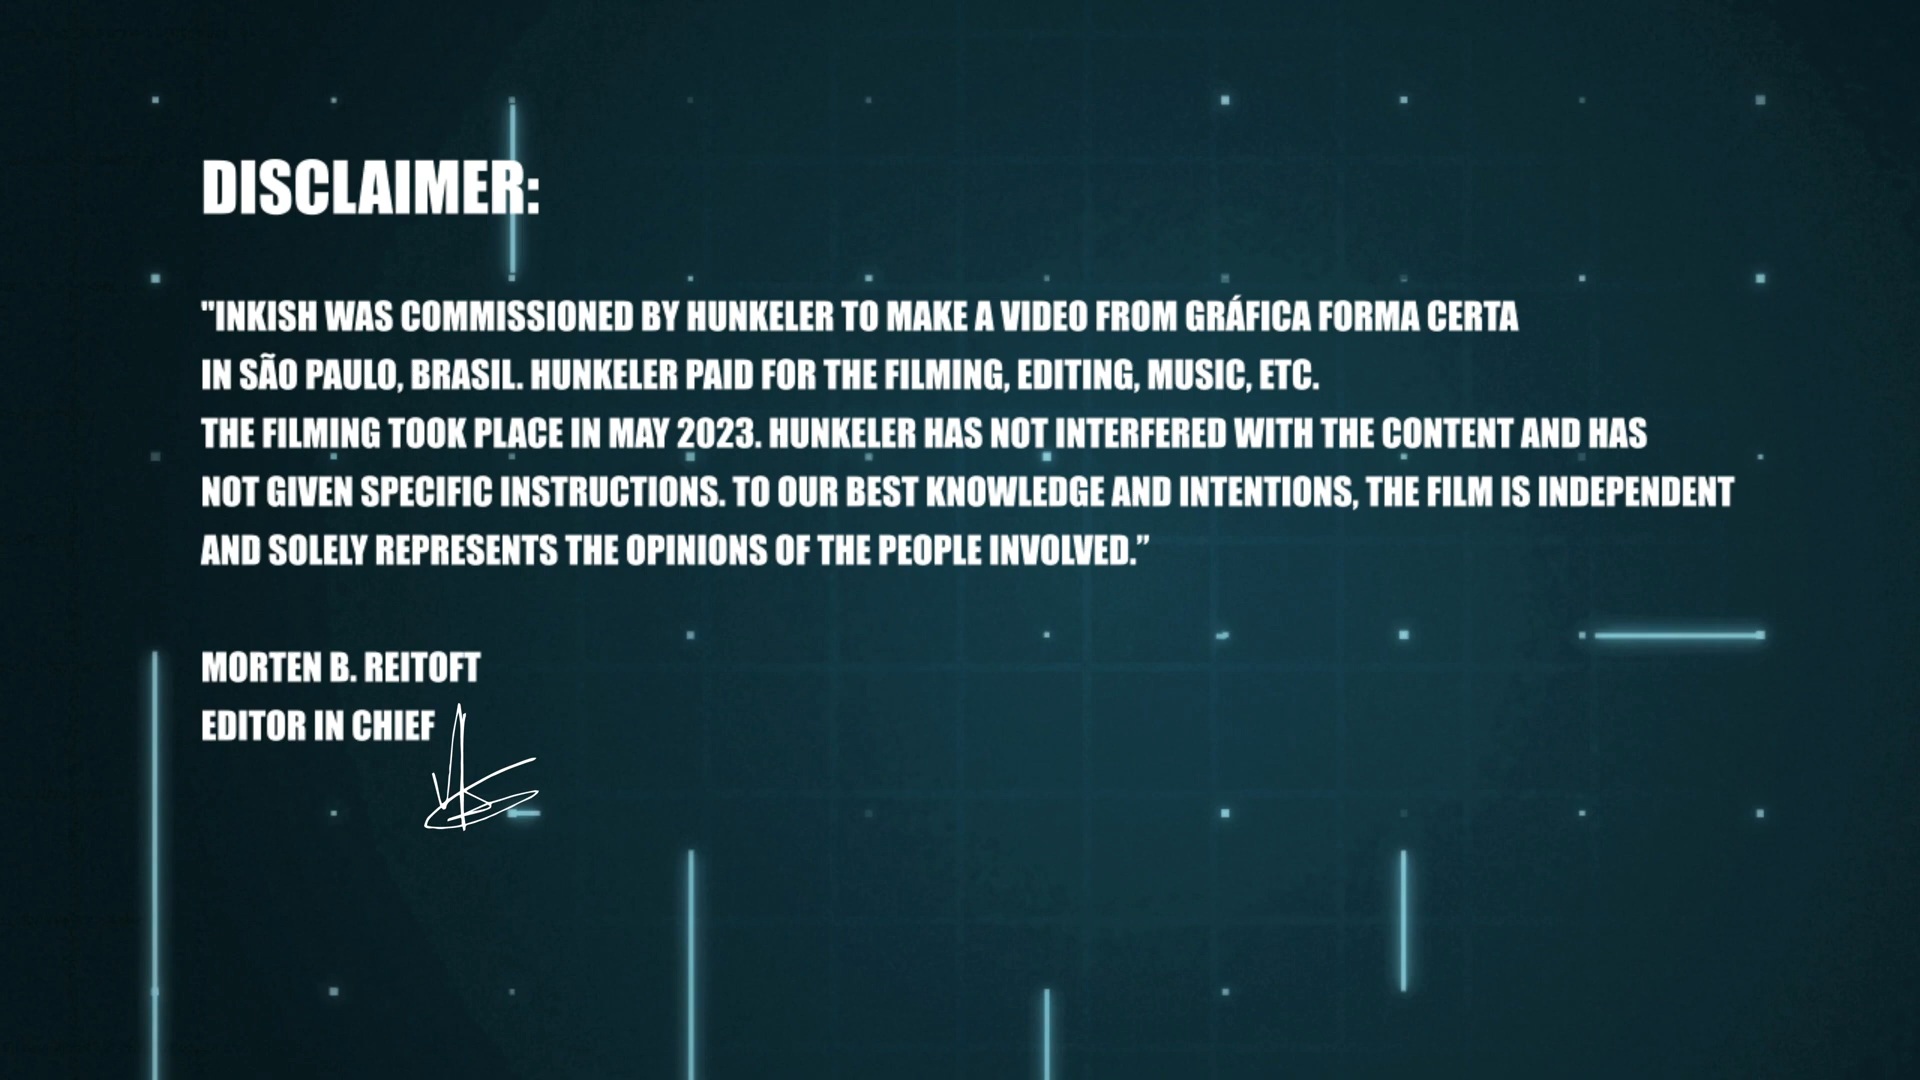 DISCLAIMER:
"INKISH WAS COMMISSIONED BY HUNKELER TO MAKE A VIDEO FROM GRÁFICA FORMA CERTA
IN SÃO PAULO, BRASIL. HUNKELER PAID FOR THE FILMING, EDITING, MUSIC, ETC.
THE FILMING TOOK PLACE IN MAY 2023. HUNKELER HAS NOT INTERFERED WITH THE CONTENT AND HAS
NOT GIVEN SPECIFIC INSTRUCTIONS. TO OUR BEST KNOWLEDGE AND INTENTIONS, THE FILM IS INDEPENDENT
AND SOLELY REPRESENTS THE OPINIONS OF THE PEOPLE INVOLVED.”
MORTEN B. REITOFT
EDITOR IN CHIEF